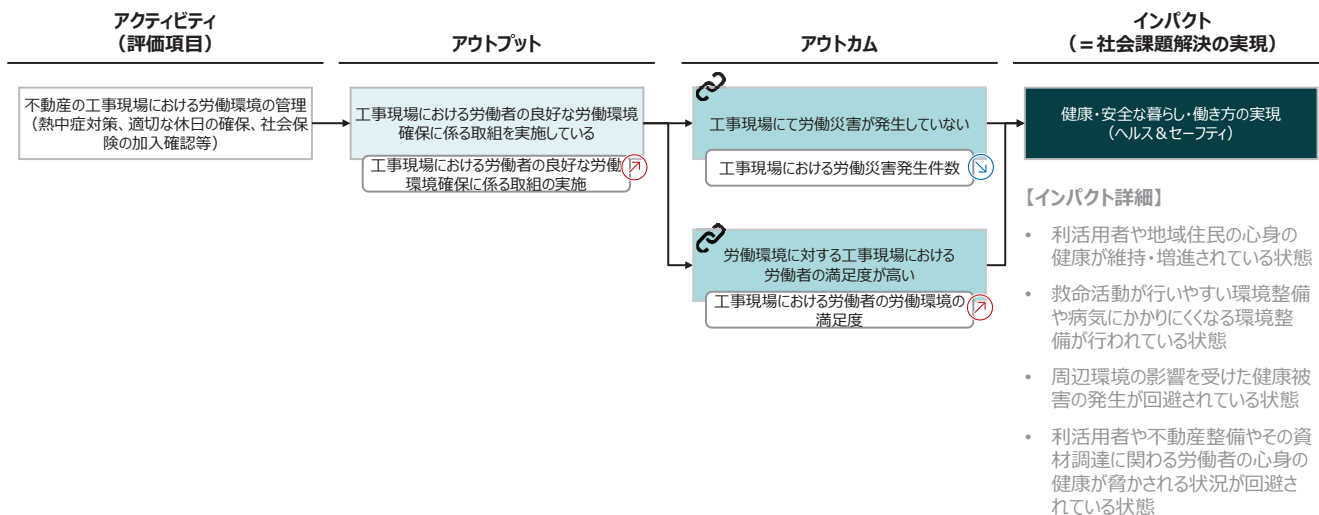 アクティビティ
（評価項目）
アウトプット
アウトカム
インパクト
（＝社会課題解決の実現）
不動産の工事現場における労働環境の管理
（熱中症対策、適切な休日の確保、社会保
険の加入確認等）
工事現場における労働者の良好な労働環境
確保に係る取組を実施している
工事現場における労働者の良好な労働
環境確保に係る取組の実施
工事現場にて労働災害が発生していない
工事現場における労働災害発生件数
労働環境に対する工事現場における
労働者の満足度が高い
工事現場における労働者の労働環境の
満足度
健康・安全な暮らし・働き方の実現
（ヘルス＆セーフティ）
【インパクト詳細】
• 利活用者や地域住民の心身の
健康が維持・増進されている状態
• 救命活動が行いやすい環境整備
や病気にかかりにくくなる環境整
備が行われている状態
• 周辺環境の影響を受けた健康被
害の発生が回避されている状態
• 利活用者や不動産整備やその資
材調達に関わる労働者の心身の
健康が脅かされる状況が回避さ
れている状態